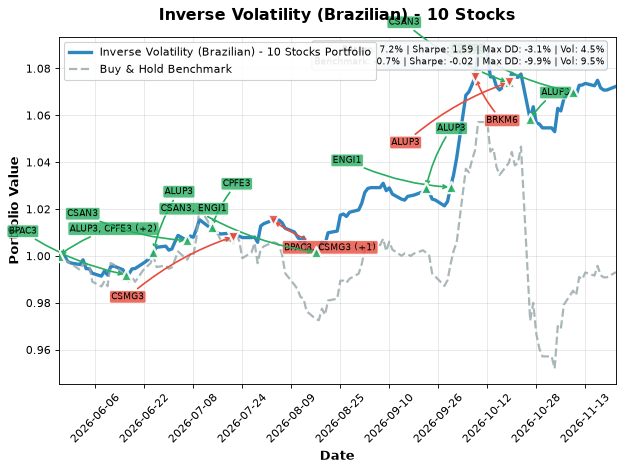 Inverse Volatility (Brazilian) - 10 Stocks
CSAN3
Inverse Volatility (Brazilian) - 10 Stocks Portfolio
Buy & Hold Benchmark
7.2% | Sharpe: 1.59 | Max DD: -3.1% | Vol: 4.5%
0.7% | Sharpe: -0.02 | Max DD: -9.9% | Vol: 9.5%
1.08
1.06
1.04
1.02
1.00
0.98
0.96
Portfolio Value
ALUP3
BRKM6
ALUP3
ALUP3
ENGI1
CPFE3
ALUP3
CSAN3, ENGI1
CSAN3
BPAC3
ALUP3, CPFE3 (+2)
BPAC3
CSMG3 (+1)
CSMG3
2026-06-06
2026-06-22
2026-07-08
2026-07-24
2026-08-09
2026-08-25
2026-09-10
2026-09-26
2026-10-12
2026-10-28
2026-11-13
Date